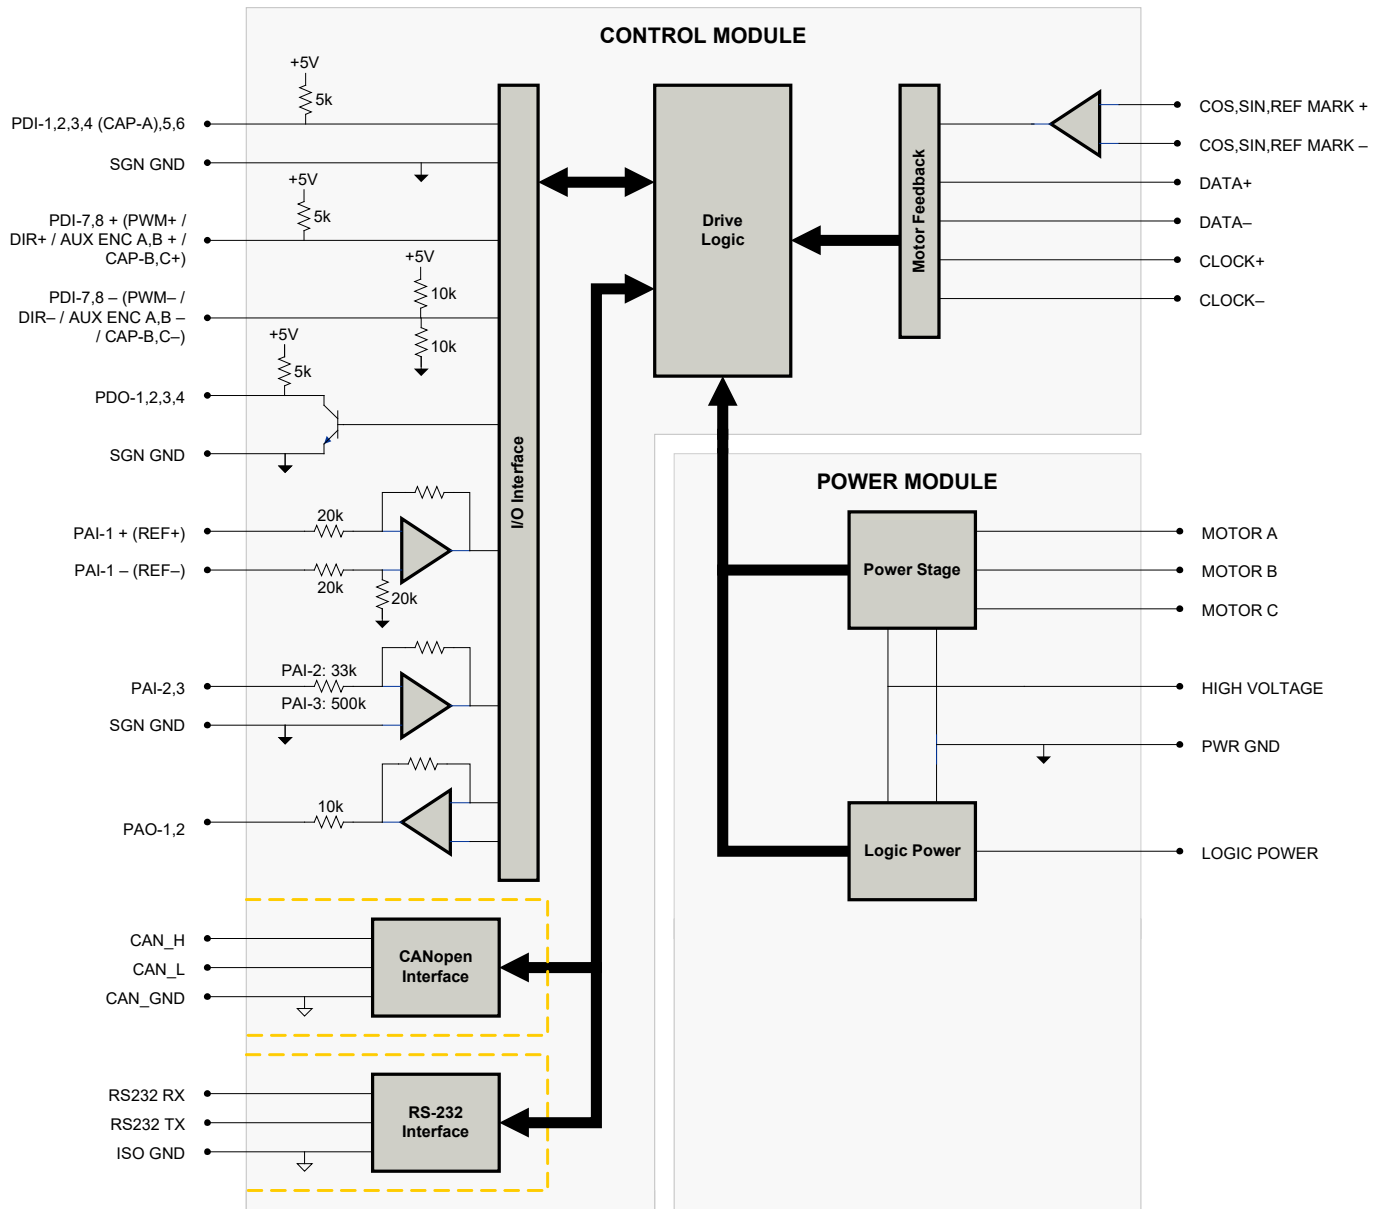 CONTROL MODULE
+5V
5k
PDI-1,2,3,4 (CAP-A),5,6
SGN GND
+5V
5k
PDI-7,8 + (PWM+ /
DIR+ / AUX ENC A,B + /
CAP-B,C+)
+5V
10k
PDI-7,8 – (PWM– /
DIR– / AUX ENC A,B –
/ CAP-B,C–)
10k
+5V
5k
PDO-1,2,3,4
SGN GND
20k
PAI-1 + (REF+)
PAI-1 – (REF–)
20k
20k
PAI-2: 33k
PAI-2,3
PAI-3: 500k
SGN GND
10k
PAO-1,2
I/O Interface
CAN_H
CAN_L
CAN_GND
CANopen
Interface
RS232 RX
RS232 TX
ISO GND
RS-232
Interface
Drive
Logic
Motor Feedback
COS,SIN,REF MARK +
COS,SIN,REF MARK –
DATA+
DATA–
CLOCK+
CLOCK–
POWER MODULE
Power Stage
MOTOR A
MOTOR B
MOTOR C
HIGH VOLTAGE
PWR GND
Logic Power
LOGIC POWER